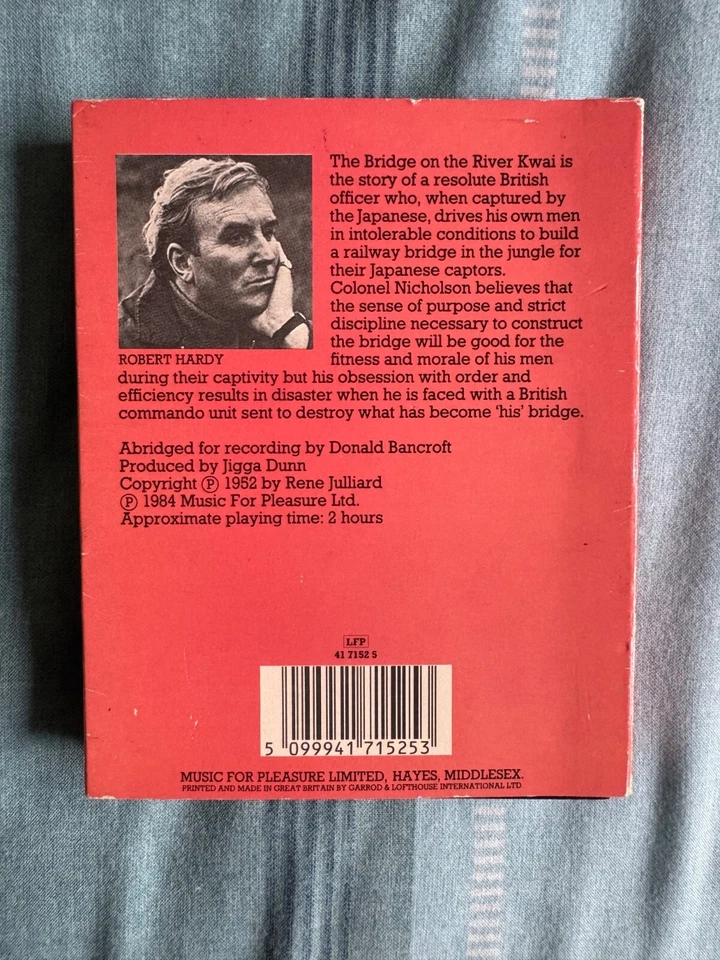 The Bridge on the River Kwai is
the story of a resolute British
officer who, when captured by
the Japanese, drives his own men
in intolerable conditions to build
a railway bridge in the jungle for
their Japanese captors.
Colonel Nicholson believes that
the sense of purpose and strict
discipline necessary to construct
the bridge will be good for the
fitness and morale of his men
ROBERT HARDY
during their captivity but his obsession with order and
efficiency results in disaster when he is faced with a British
commando unit sent to destroy what has become ‘his’ bridge.
Abridged for recording by Donald Bancroft
Produced by Jigga Dunn
Copyright Ⓟ 1952 by Rene Julliard
Ⓟ 1984 Music For Pleasure Ltd.
Approximate playing time: 2 hours
LFP
41 7152 5
5 099941 715253
MUSIC FOR PLEASURE LIMITED, HAYES, MIDDLESEX.
PRINTED AND MADE IN GREAT BRITAIN BY GARROD & LOFTHOUSE INTERNATIONAL LTD